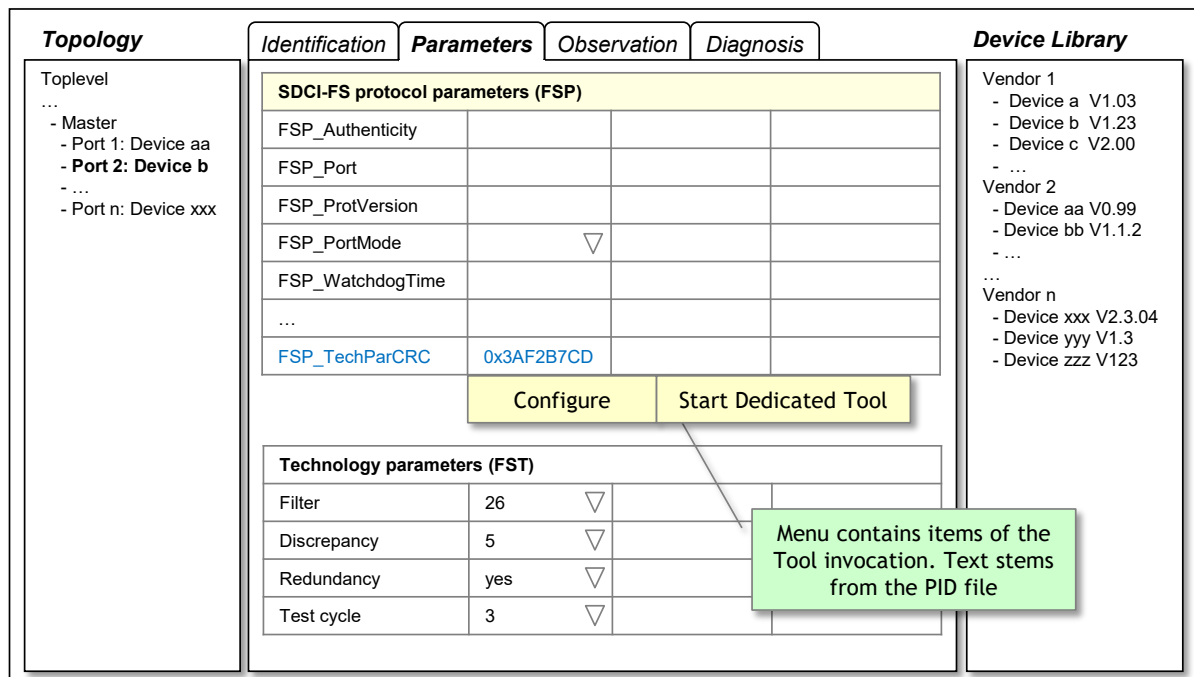 Topology
Toplevel
…
- Master
- Port 1: Device aa
- Port 2: Device b
- …
- Port n: Device xxx
Identification
Parameters
Observation
Diagnosis
SDCI-FS protocol parameters (FSP)
FSP_Authenticity
FSP_Port
FSP_ProtVersion
FSP_PortMode
FSP_WatchdogTime
…
FSP_TechParCRC 0x3AF2B7CD
Configure
Start Dedicated Tool
Technology parameters (FST)
Filter 26
Discrepancy 5
Redundancy yes
Test cycle 3
Menu contains items of the
Tool invocation. Text stems
from the PID file
Device Library
Vendor 1
- Device a V1.03
- Device b V1.23
- Device c V2.00
- …
Vendor 2
- Device aa V0.99
- Device bb V1.1.2
- …
…
Vendor n
- Device xxx V2.3.04
- Device yyy V1.3
- Device zzz V123